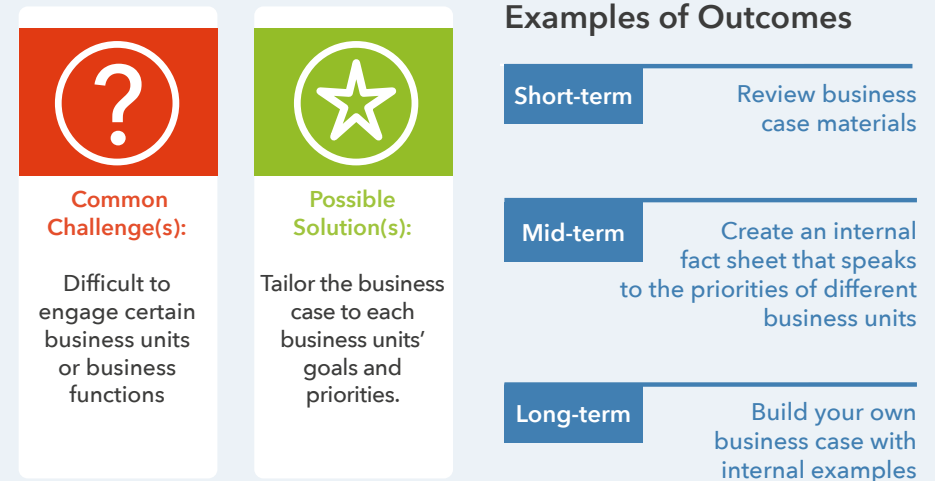 Common
Challenge(s):
Difficult to
engage certain
business units
or business
functions
Possible
Solution(s):
Tailor the business
case to each
business units’
goals and
priorities.
Examples of Outcomes
Short-term
Review business
case materials
Mid-term
Create an internal
fact sheet that speaks
to the priorities of different
business units
Long-term
Build your own
business case with
internal examples